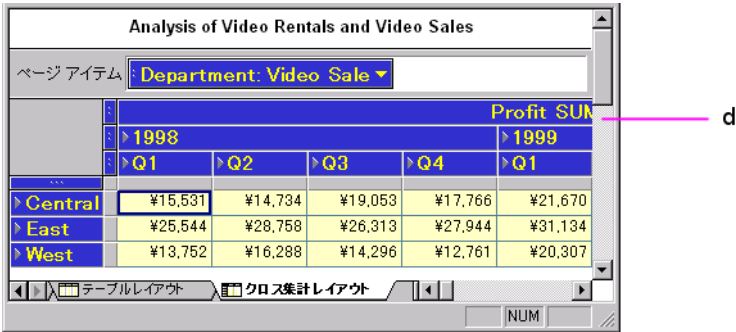 Analysis of Video Rentals and Video Sales
ページ アイテム Department: Video Sale
Profit SUM
d
1998 1999
Q1 Q2 Q3 Q4 Q1
Central ¥15,531 ¥14,734 ¥19,053 ¥17,766 ¥21,670
East ¥25,544 ¥28,758 ¥26,313 ¥27,944 ¥31,134
West ¥13,752 ¥16,288 ¥14,296 ¥12,761 ¥20,307
テーブルレイアウト クロス集計レイアウト
NUM